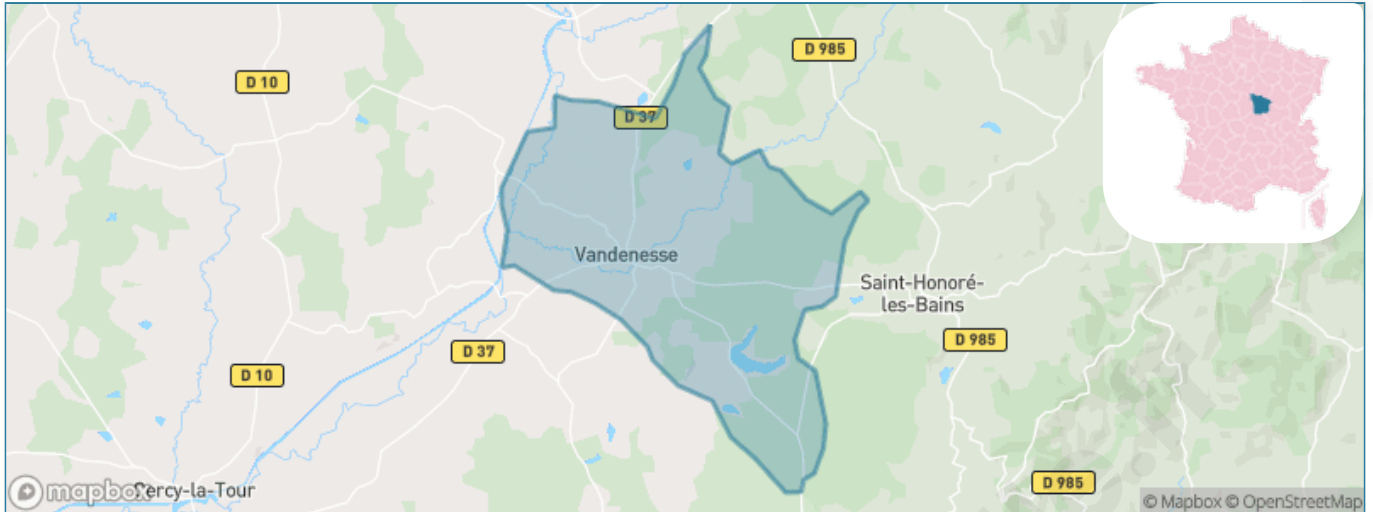 D 985
D 10
D 37
Vandenesse
Saint-Honoré-
les-Bains
D 985
D 37
D 10
D 985
mapbox
Cercy-la-Tour
© Mapbox © OpenStreetMap